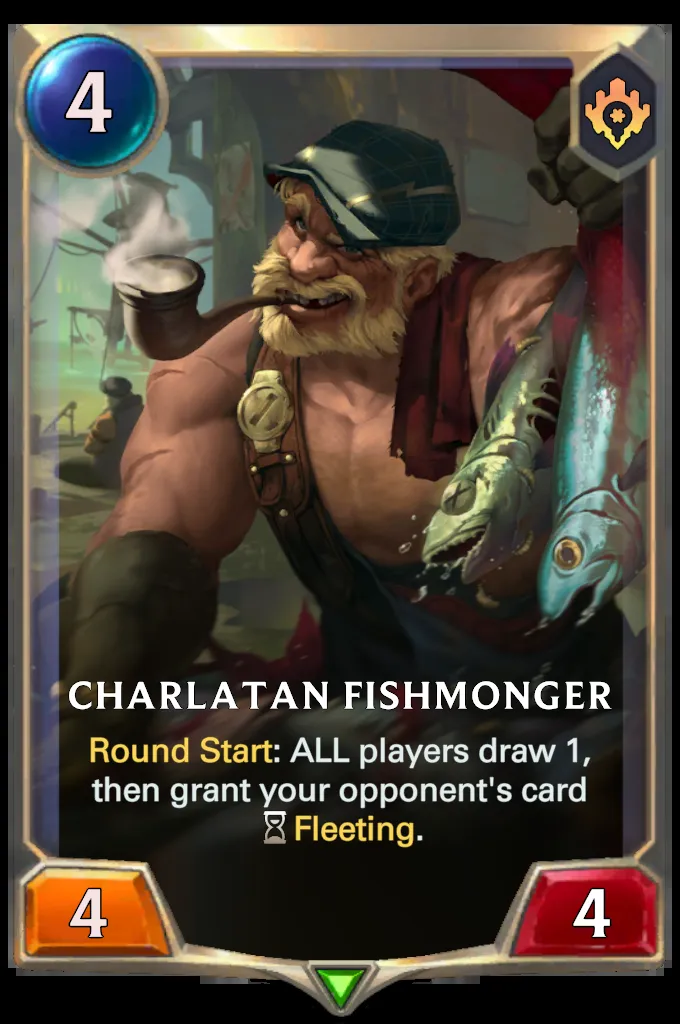 4
CHARLATAN FISHMONGER
Round Start: ALL players draw 1,
then grant your opponent's card
Fleeting.
4
4